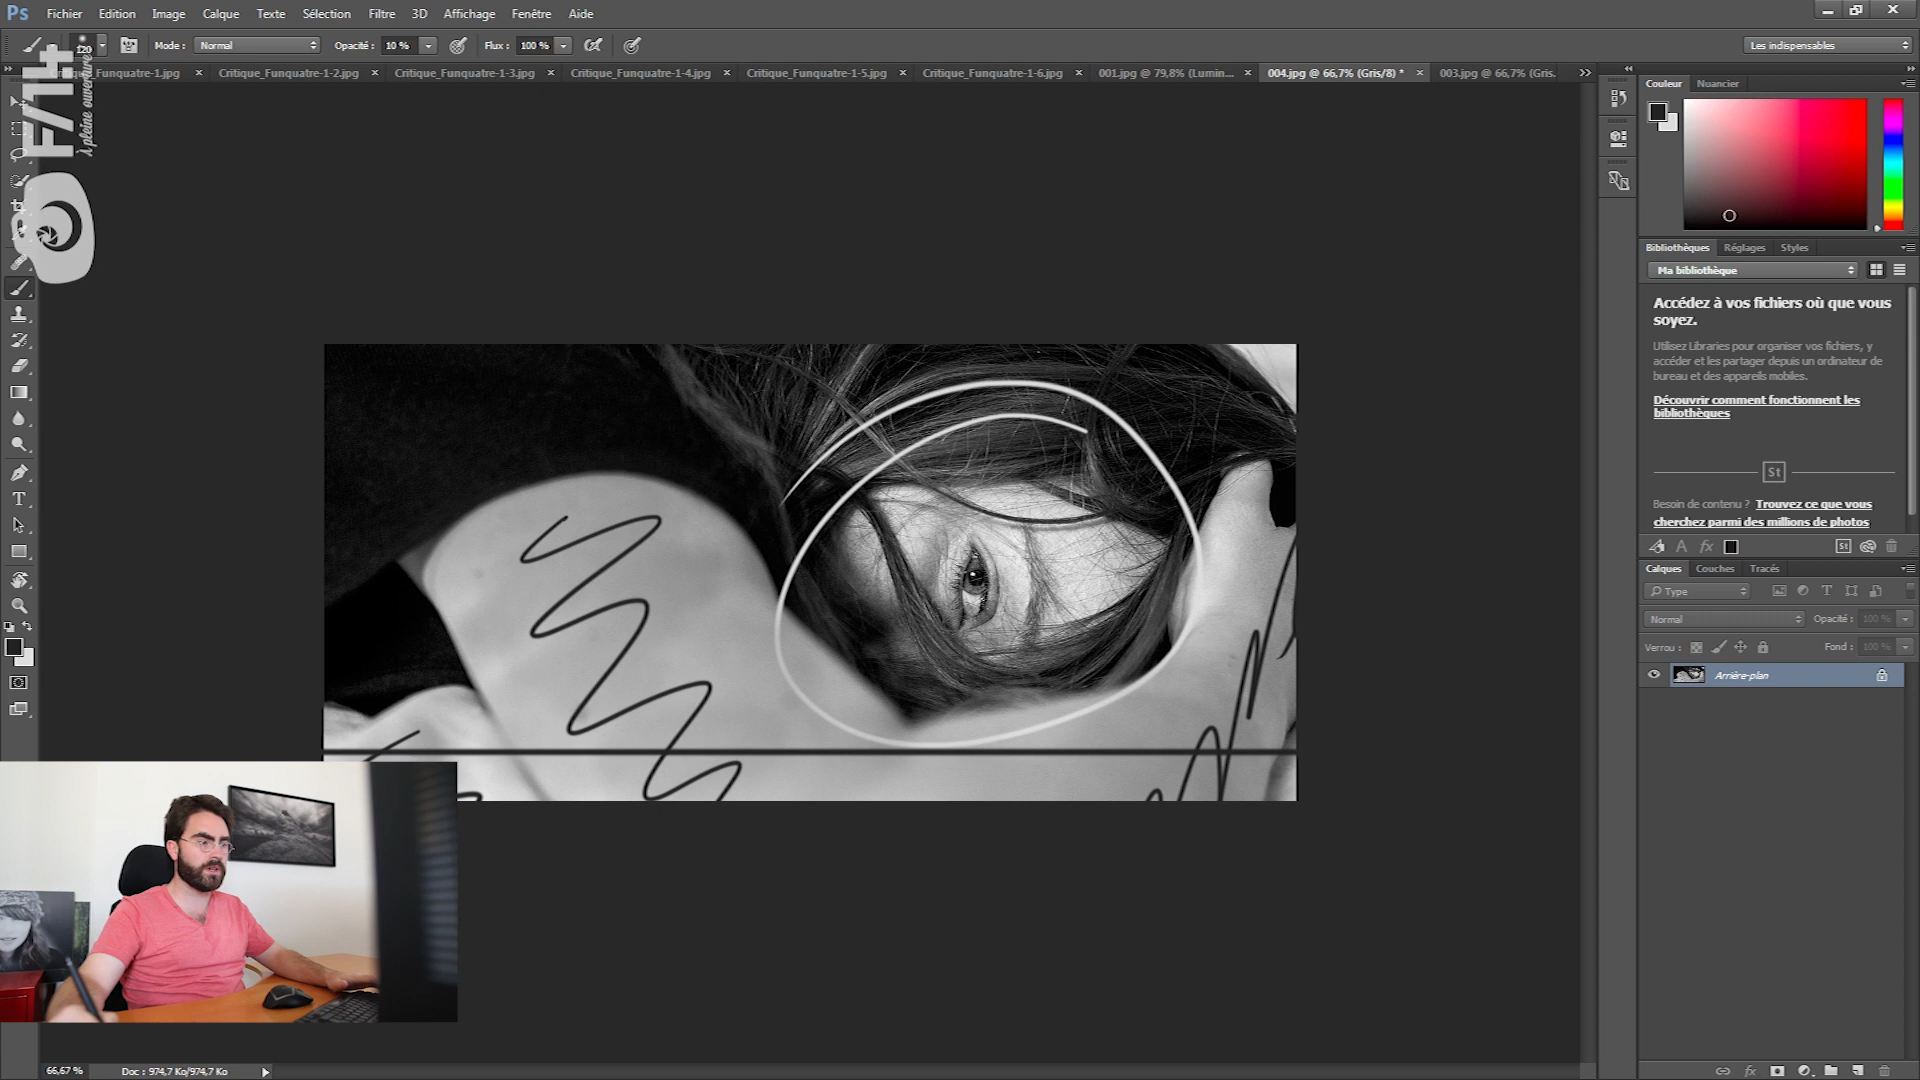 Ps Fichier Edition Image Calque Texte Sélection Filtre 3D Affichage Fenêtre Aide
120 Mode : Normal Opacité : 10 % Flux : 100 % Les indispensables
Funquatre-1.jpg Critique_Funquatre-1-2.jpg Critique_Funquatre-1-3.jpg Critique_Funquatre-1-4.jpg Critique_Funquatre-1-5.jpg Critique_Funquatre-1-6.jpg 001.jpg @ 79,8% (Lumin... 004.jpg @ 66,7% (Gris/8) * 003.jpg @ 66,7% (Gris.
F/14
À pleine ouverture
Couleur Nuancier
Bibliothèques Réglages Styles
Ma bibliothèque
Accédez à vos fichiers où que vous
soyez.
Utilisez Libraries pour organiser vos fichiers, y
accéder et les partager depuis un ordinateur de
bureau et des appareils mobiles.
Découvrir comment fonctionnent les
bibliothèques
St
Besoin de contenu ? Trouvez ce que vous
cherchez parmi des millions de photos
A fx St
Calques Couches Tracés
Type T
Normal Opacité : 100 %
Verrou : Fond : 100 %
Arrière-plan
T
66,67 % Doc : 974,7 Ko/974,7 Ko
fx